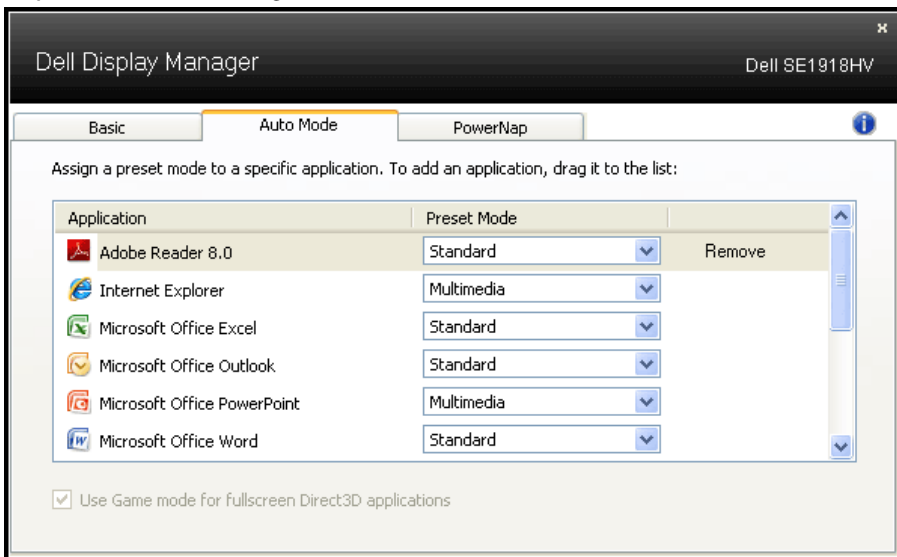 ×
Dell Display Manager
Dell SE1918HV
Basic
Auto Mode
PowerNap
Assign a preset mode to a specific application. To add an application, drag it to the list:
Application Preset Mode
Adobe Reader 8.0 Standard Remove
Internet Explorer Multimedia
Microsoft Office Excel Standard
Microsoft Office Outlook Standard
Microsoft Office PowerPoint Multimedia
Microsoft Office Word Standard
Use Game mode for fullscreen Direct3D applications